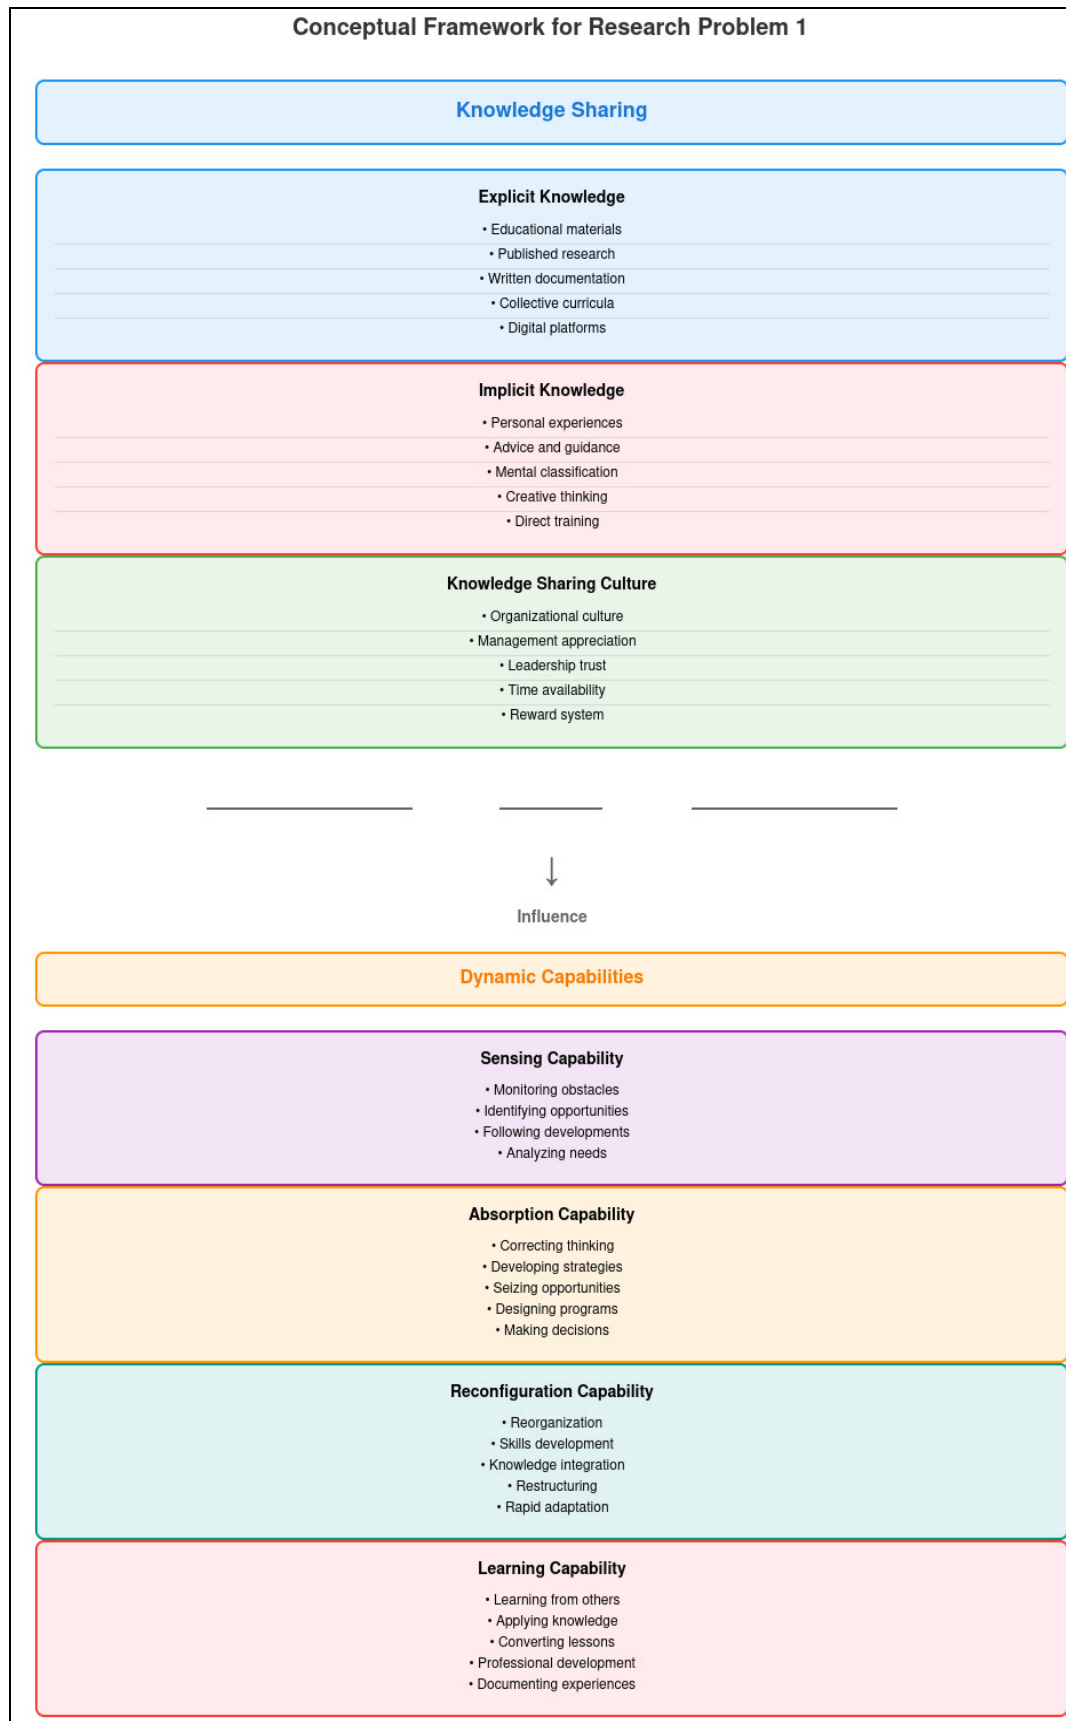 Conceptual Framework for Research Problem 1
Knowledge Sharing
Explicit Knowledge
• Educational materials
• Published research
• Written documentation
• Collective curricula
• Digital platforms
Implicit Knowledge
• Personal experiences
• Advice and guidance
• Mental classification
• Creative thinking
• Direct training
Knowledge Sharing Culture
• Organizational culture
• Management appreciation
• Leadership trust
• Time availability
• Reward system
↓
Influence
Dynamic Capabilities
Sensing Capability
• Monitoring obstacles
• Identifying opportunities
• Following developments
• Analyzing needs
Absorption Capability
• Correcting thinking
• Developing strategies
• Seizing opportunities
• Designing programs
• Making decisions
Reconfiguration Capability
• Reorganization
• Skills development
• Knowledge integration
• Restructuring
• Rapid adaptation
Learning Capability
• Learning from others
• Applying knowledge
• Converting lessons
• Professional development
• Documenting experiences